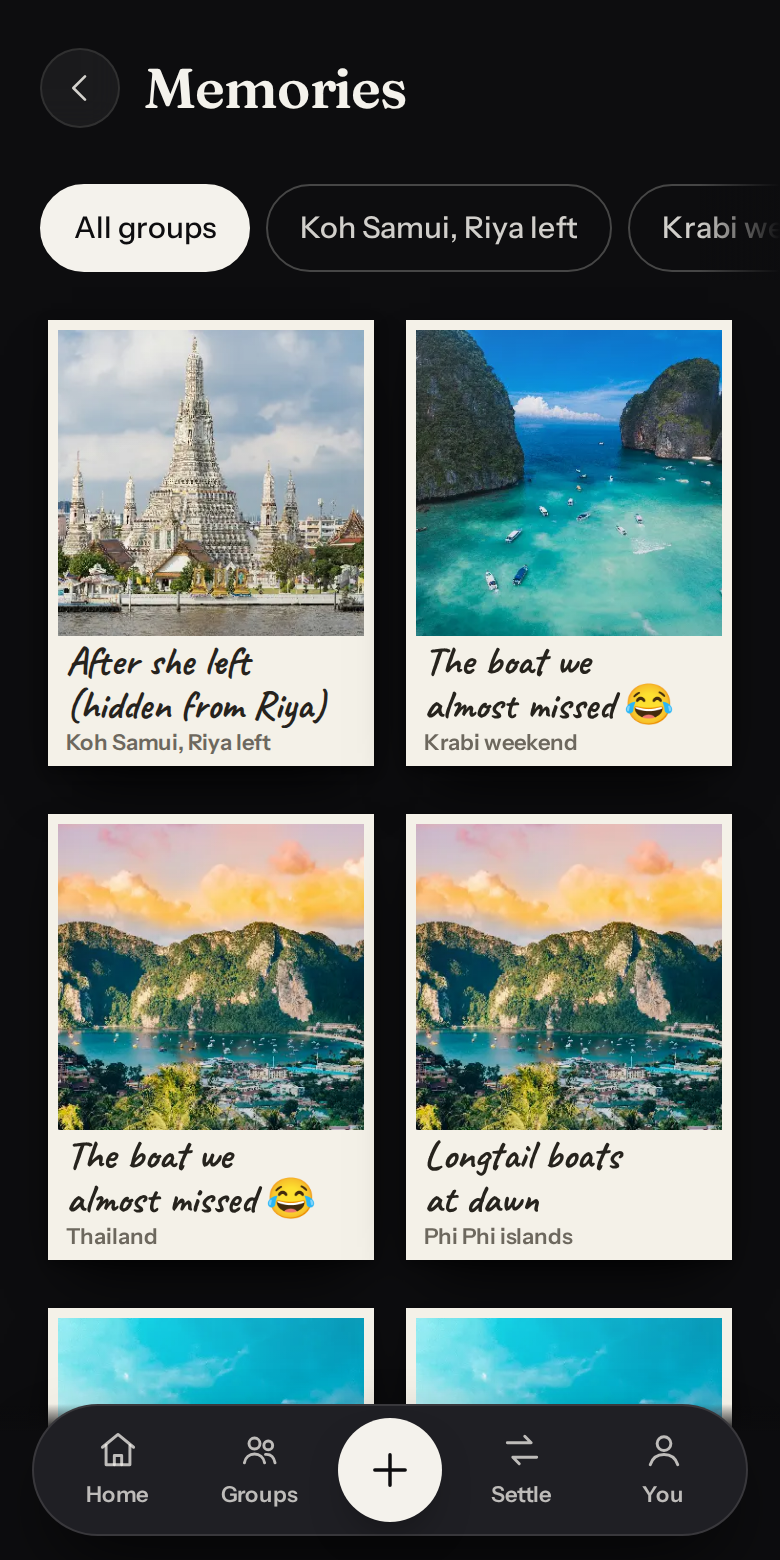 Memories
All groups
Koh Samui, Riya left
Krabi we
After she left
(hidden from Riya)
Koh Samui, Riya left
The boat we
almost missed 😂
Krabi weekend
The boat we
almost missed 😂
Thailand
Longtail boats
at dawn
Phi Phi islands
Home
Groups
Settle
You